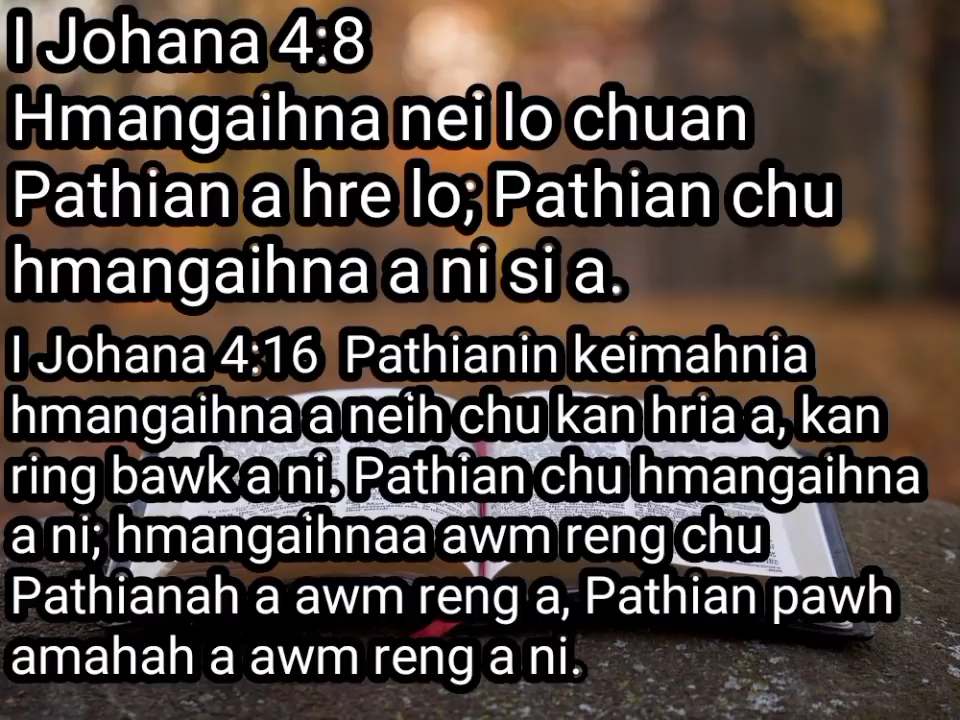 I Johana 4:8
Hmangaihna nei lo chuan
Pathian a hre lo; Pathian chu
hmangaihna a ni si a.
I Johana 4:16 Pathianin keimahnia
hmangaihna a neih chu kan hria a, kan
ring bawk a ni. Pathian chu hmangaihna
a ni; hmangaihnaa awm reng chu
Pathianah a awm reng a, Pathian pawh
amahah a awm reng a ni.